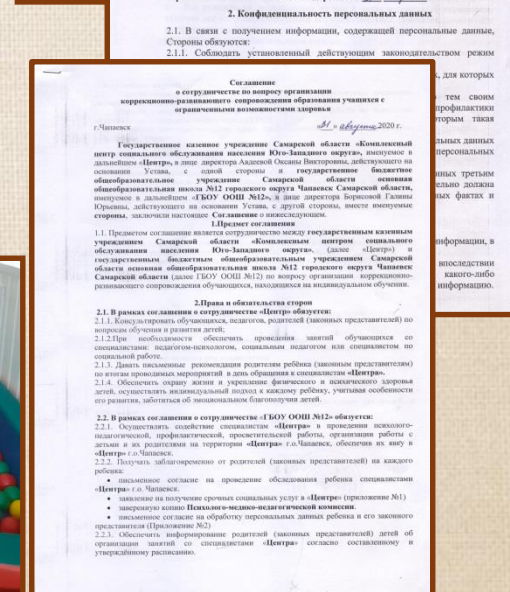 2. Конфиденциальность персональных данных
2.1. В связи с получением информации, содержащей персональные данные,
Стороны обязуются:
2.1.1. Соблюдать установленный действующим законодательством режим
для которых
тем своим
профилактики
которым такая
персональных
третьим
должна
фактах и
информации, в
впоследствии
какого-либо
информацию.
Соглашение
о сотрудничестве по вопросу организации
коррекционно-развивающего сопровождения образования учащихся с
ограниченными возможностями здоровья
г.Чапаевск
августа 2020 г.
Государственное казенное учреждение Самарской области «Комплексный
центр социального обслуживания населения Юго-Западного округа», именуемое в
дальнейшем «Центр», в лице директора Авдеевой Оксаны Викторовны, действующего на
основании Устава, с одной стороны и государственное бюджетное
общеобразовательное учреждение Самарской области основная
общеобразовательная школа №12 городского округа Чапаевск Самарской области,
именуемое в дальнейшем «ГБОУ ООШ №12», в лице директора Борисовой Галины
Юрьевны, действующего на основании Устава, с другой стороны, вместе именуемые
стороны, заключили настоящее Соглашение о нижеследующем.
1.Предмет соглашения
1.1. Предметом соглашения является сотрудничество между государственным казенным
учреждением Самарской области «Комплексным центром социального
обслуживания населения Юго-Западного округа», (далее «Центр») и
государственным бюджетным общеобразовательным учреждением Самарской
области основная общеобразовательная школа №12 городского округа Чапаевск
Самарской области (далее ГБОУ ООШ №12) по вопросу организации коррекционно-
развивающего сопровождения обучающихся, находящихся на индивидуальном обучении.
2.Права и обязательства сторон
2.1. В рамках соглашения о сотрудничестве «Центр» обязуется:
2.1.1. Консультировать обучающихся, педагогов, родителей (законных представителей) по
вопросам обучения и развития детей;
2.1.2.При необходимости обеспечить проведение занятий обучающихся со
специалистами: педагогом-психологом, социальным педагогом или специалистом по
социальной работе.
2.1.3. Давать письменные рекомендации родителям ребёнка (законным представителям)
по итогам проводимых мероприятий в день обращения к специалистам «Центра».
2.1.4. Обеспечить охрану жизни и укрепление физического и психического здоровья
детей, осуществлять индивидуальный подход к каждому ребёнку, учитывая особенности
его развития, заботиться об эмоциональном благополучии детей.
2.2. В рамках соглашения о сотрудничестве «ГБОУ ООШ №12» обязуется:
2.2.1. Осуществлять содействие специалистам «Центра» в проведении психолого-
педагогической, профилактической, просветительской работы, организации работы с
детьми и их родителями на территории «Центра» г.о.Чапаевск, обеспечив их явку в
«Центр» г.о.Чапаевск.
2.2.2. Получать заблаговременно от родителей (законных представителей) на каждого
ребенка:
• письменное согласие на проведение обследования ребенка специалистами
«Центра» г.о. Чапаевск.
• заявление на получение срочных социальных услуг в «Центре» (приложение №1)
• заверенную копию Психолого-медико-педагогической комиссии.
• письменное согласие на обработку персональных данных ребенка и его законного
представителя (Приложение №2)
2.2.3. Обеспечить информирование родителей (законных представителей) детей об
организации занятий со специалистами «Центра» согласно составленному и
утверждённому расписанию.